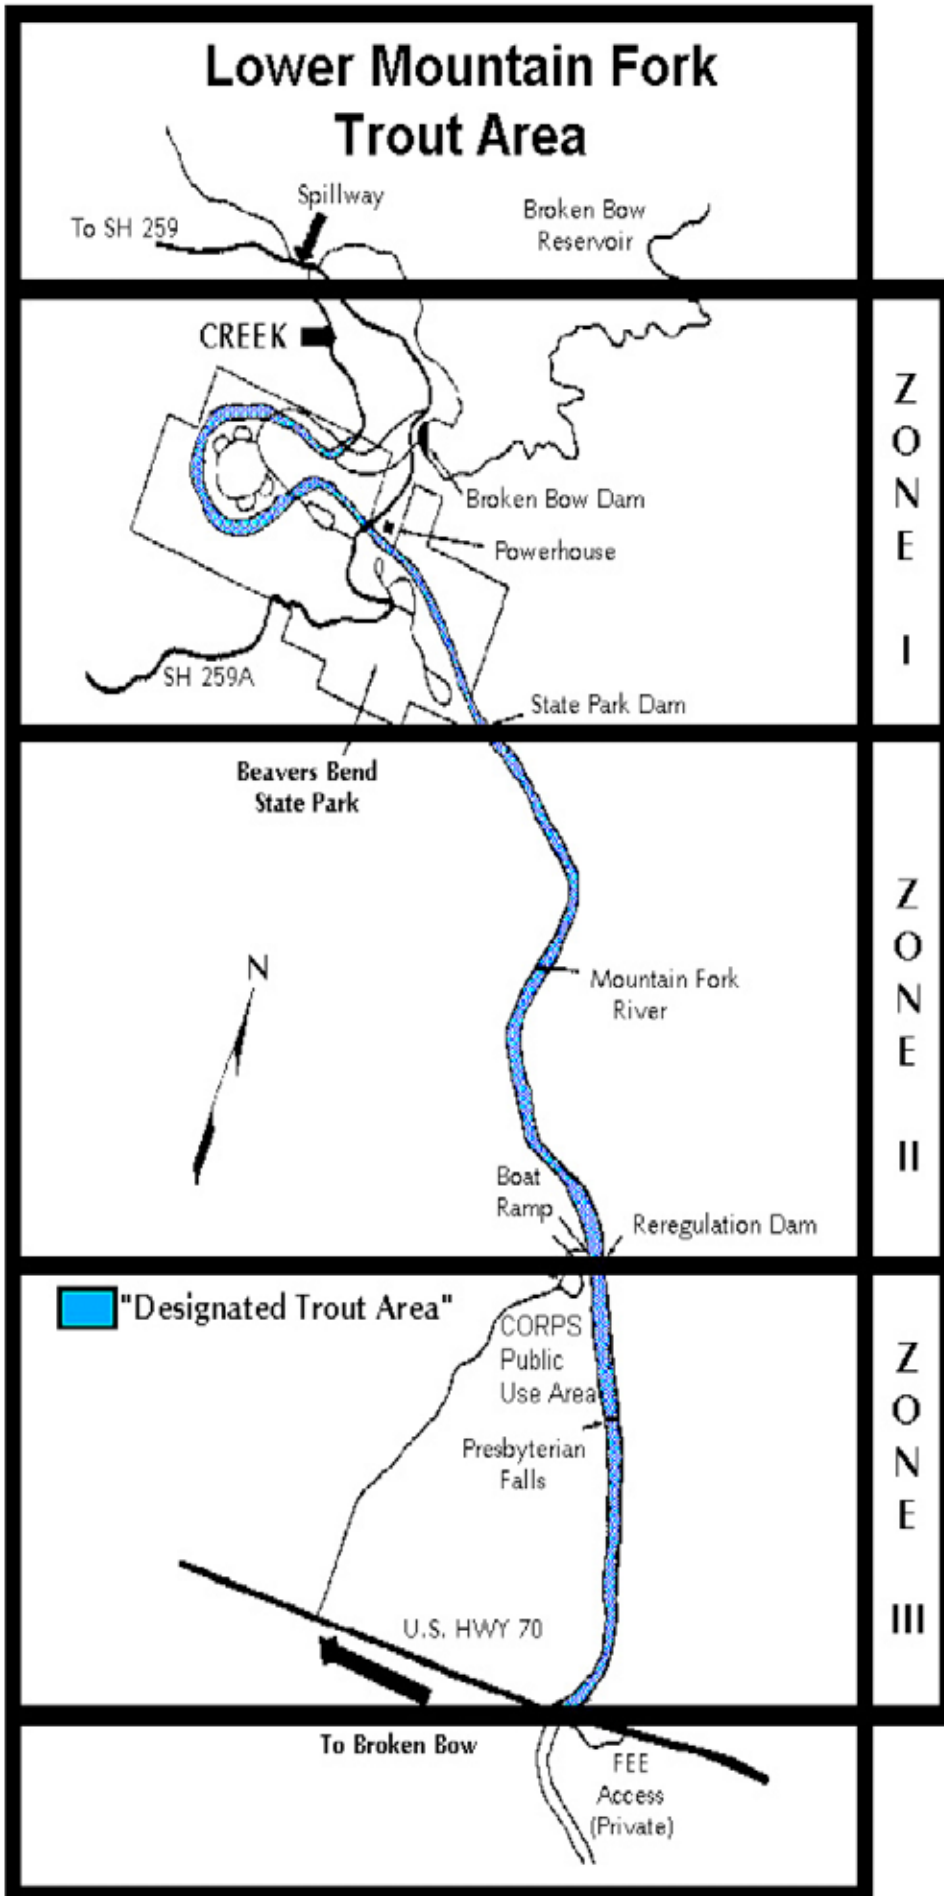 Lower Mountain Fork
Trout Area
Spillway
To SH 259
Broken Bow
Reservoir
CREEK
ZONE I
Broken Bow Dam
Powerhouse
SH 259A
State Park Dam
Beavers Bend
State Park
ZONE II
N
Mountain Fork
River
Boat
Ramp
Reregulation Dam
"Designated Trout Area"
ZONE III
CORPS
Public
Use Area
Presbyterian
Falls
U.S. HWY 70
To Broken Bow
FEE
Access
(Private)